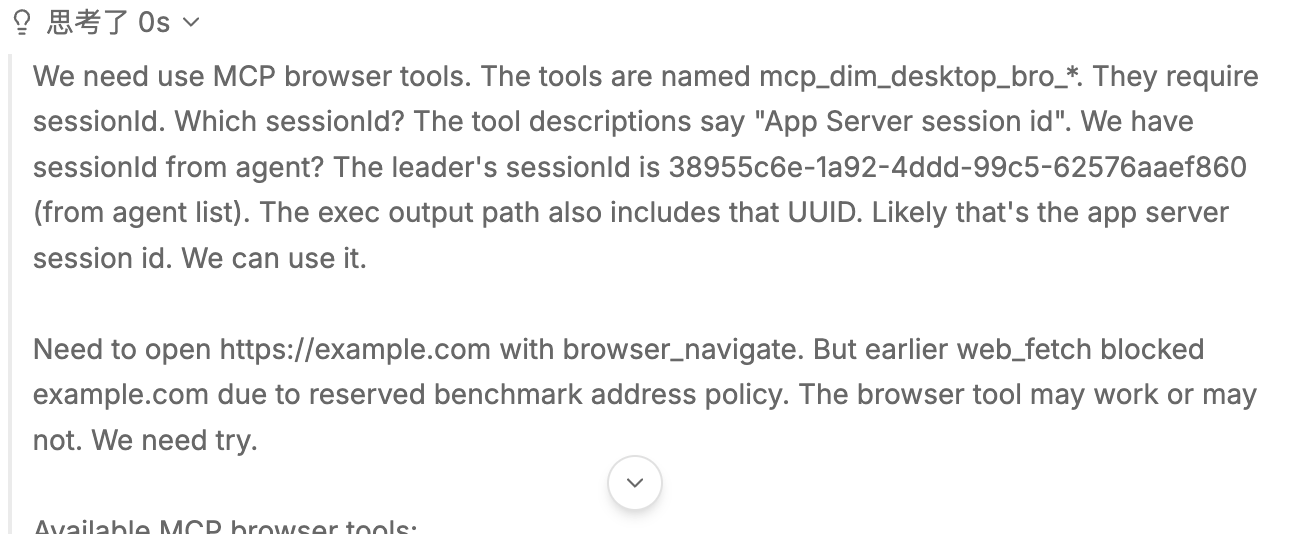 思考了 0s
We need use MCP browser tools. The tools are named mcp_dim_desktop_bro_*. They require
sessionId. Which sessionId? The tool descriptions say "App Server session id". We have
sessionId from agent? The leader's sessionId is 38955c6e-1a92-4ddd-99c5-62576aaef860
(from agent list). The exec output path also includes that UUID. Likely that's the app server
session id. We can use it.
Need to open https://example.com with browser_navigate. But earlier web_fetch blocked
example.com due to reserved benchmark address policy. The browser tool may work or may
not. We need try.
Available MCP browser tools: